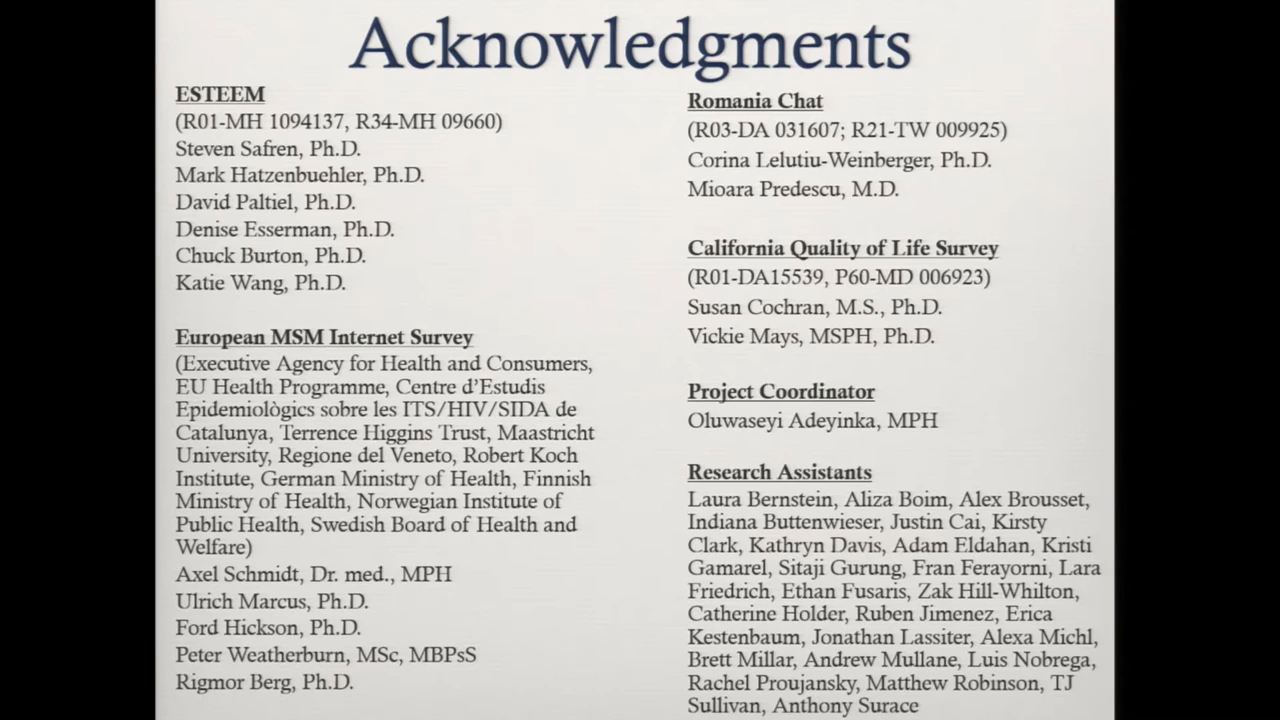 Acknowledgments
ESTEEM
(R01-MH 1094137, R34-MH 09660)
Steven Safren, Ph.D.
Mark Hatzenbuehler, Ph.D.
David Paltiel, Ph.D.
Denise Esserman, Ph.D.
Chuck Burton, Ph.D.
Katie Wang, Ph.D.
European MSM Internet Survey
(Executive Agency for Health and Consumers,
EU Health Programme, Centre d’Estudis
Epidemiològics sobre les ITS/HIV/SIDA de
Catalunya, Terrence Higgins Trust, Maastricht
University, Regione del Veneto, Robert Koch
Institute, German Ministry of Health, Finnish
Ministry of Health, Norwegian Institute of
Public Health, Swedish Board of Health and
Welfare)
Axel Schmidt, Dr. med., MPH
Ulrich Marcus, Ph.D.
Ford Hickson, Ph.D.
Peter Weatherburn, MSc, MBPsS
Rigmor Berg, Ph.D.
Romania Chat
(R03-DA 031607; R21-TW 009925)
Corina Lelutiu-Weinberger, Ph.D.
Mioara Predescu, M.D.
California Quality of Life Survey
(R01-DA15539, P60-MD 006923)
Susan Cochran, M.S., Ph.D.
Vickie Mays, MSPH, Ph.D.
Project Coordinator
Oluwaseyi Adeyinka, MPH
Research Assistants
Laura Bernstein, Aliza Boim, Alex Brousset,
Indiana Buttenwieser, Justin Cai, Kirsty
Clark, Kathryn Davis, Adam Eldahan, Kristi
Gamarel, Sitaji Gurung, Fran Ferayorni, Lara
Friedrich, Ethan Fusaris, Zak Hill-Whilton,
Catherine Holder, Ruben Jimenez, Erica
Kestenbaum, Jonathan Lassiter, Alexa Michl,
Brett Millar, Andrew Mullane, Luis Nobrega,
Rachel Proujansky, Matthew Robinson, TJ
Sullivan, Anthony Surace